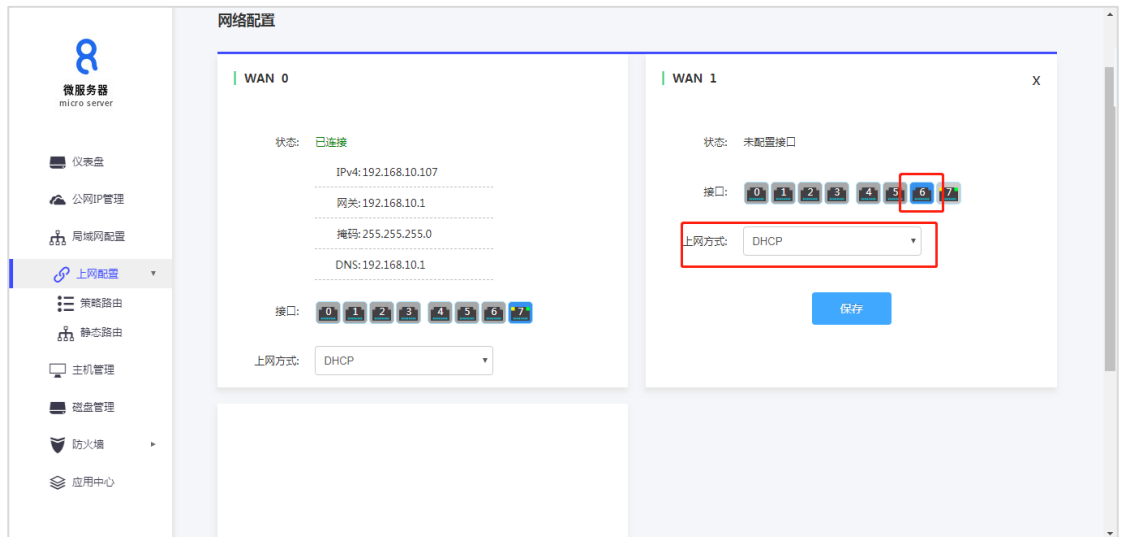 网络配置
微服务器
micro server
仪表盘
公网IP管理
局域网配置
上网配置
策略路由
静态路由
主机管理
磁盘管理
防火墙
应用中心
WAN 0
状态: 已连接
IPv4: 192.168.10.107
网关: 192.168.10.1
掩码: 255.255.255.0
DNS: 192.168.10.1
接口: 0 1 2 3 4 5 6 7
上网方式: DHCP
WAN 1
X
状态: 未配置接口
接口: 0 1 2 3 4 5 6 7
上网方式: DHCP
保存